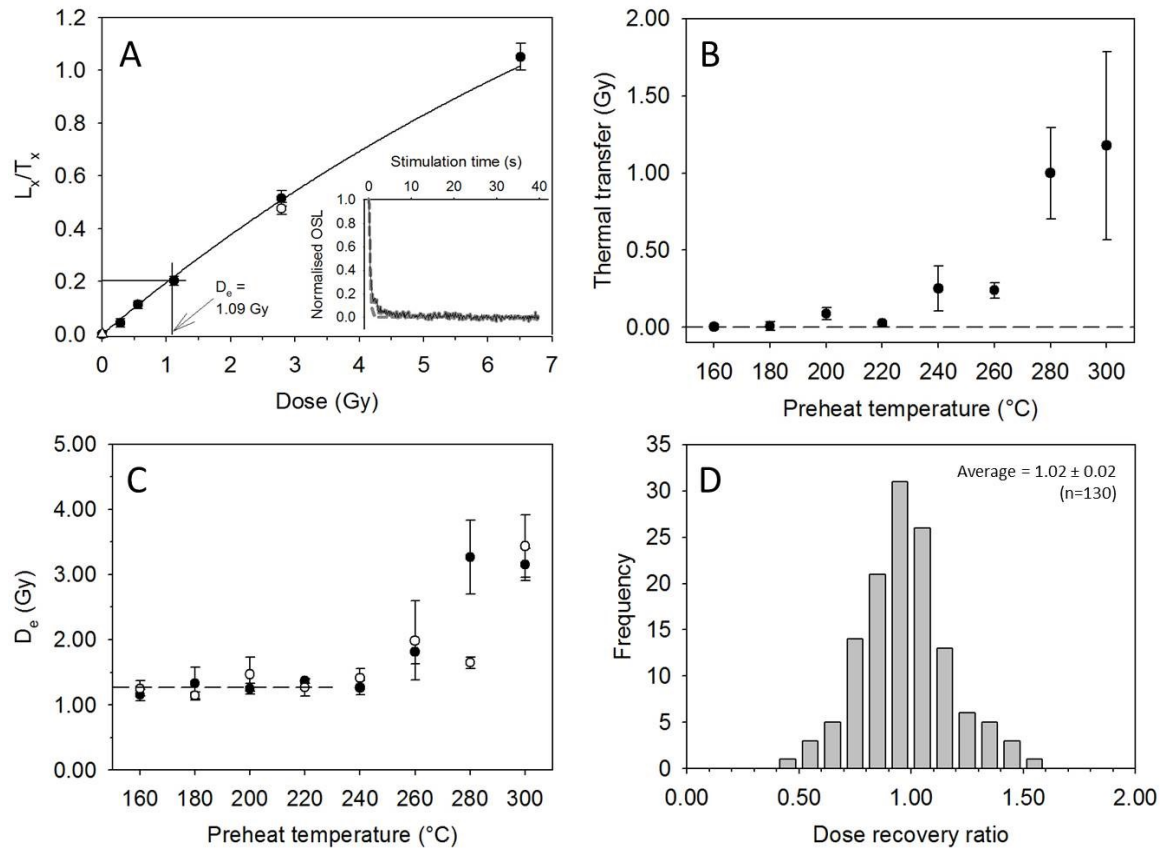 A
L_x/T_x
1.2
1.0
0.8
0.6
0.4
0.2
0.0
0 1 2 3 4 5 6 7
Dose (Gy)
D_e =
1.09 Gy
Stimulation time (s)
0 10 20 30 40
Normalised OSL
1.0
0.8
0.6
0.4
0.2
0.0
B
Thermal transfer (Gy)
2.00
1.50
1.00
0.50
0.00
160 180 200 220 240 260 280 300
Preheat temperature (°C)
C
D_e (Gy)
5.00
4.00
3.00
2.00
1.00
0.00
160 180 200 220 240 260 280 300
Preheat temperature (°C)
D
Average = 1.02 ± 0.02
(n=130)
Frequency
35
30
25
20
15
10
5
0
0.00 0.50 1.00 1.50 2.00
Dose recovery ratio